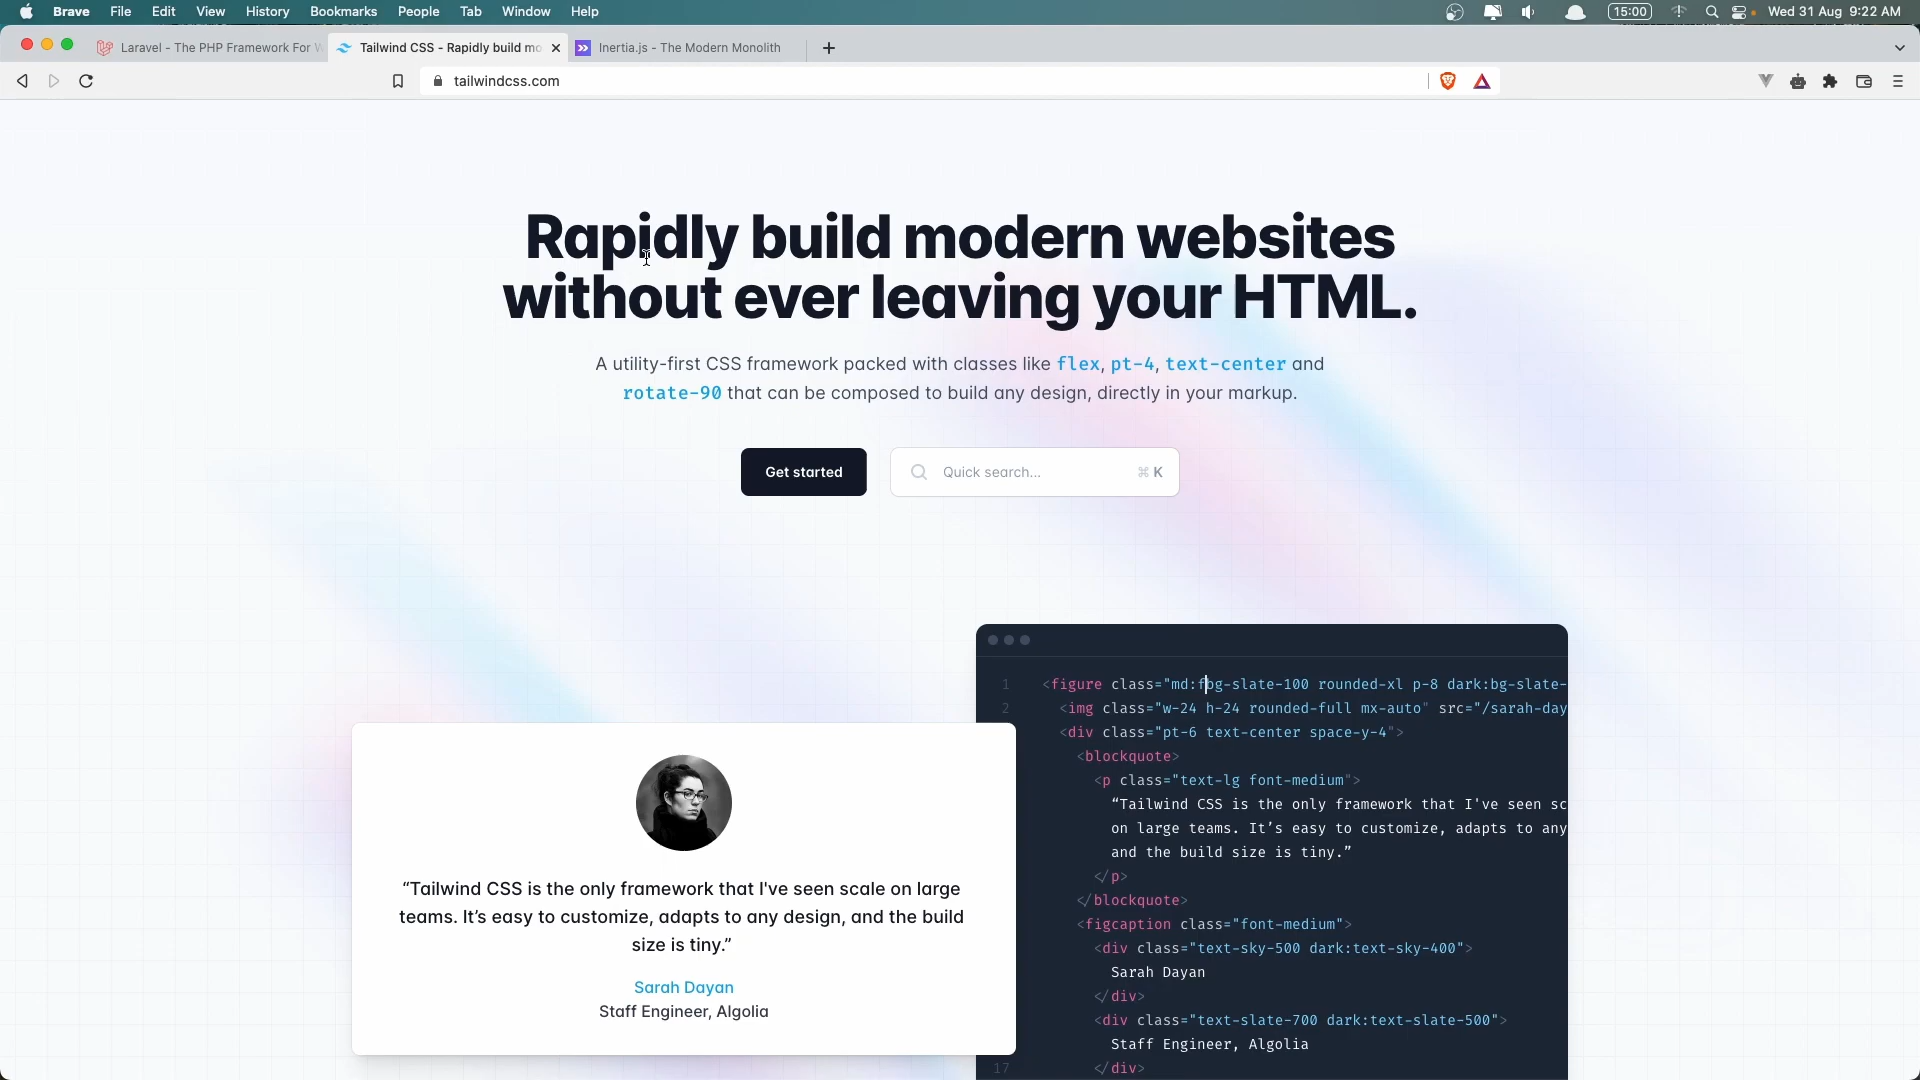 Brave File Edit View History Bookmarks People Tab Window Help 15:00 Wed 31 Aug 9:22 AM
Laravel - The PHP Framework For W Tailwind CSS - Rapidly build mo Inertia.js - The Modern Monolith
tailwindcss.com
Rapidly build modern websites
without ever leaving your HTML.
A utility-first CSS framework packed with classes like flex, pt-4, text-center and
rotate-90 that can be composed to build any design, directly in your markup.
Get started Quick search... ⌘ K
1 <figure class="md:fbg-slate-100 rounded-xl p-8 dark:bg-slate-
2 <img class="w-24 h-24 rounded-full mx-auto" src="/sarah-day
<div class="pt-6 text-center space-y-4">
<blockquote>
<p class="text-lg font-medium">
“Tailwind CSS is the only framework that I've seen sc
on large teams. It’s easy to customize, adapts to any
and the build size is tiny.”
</p>
</blockquote>
<figcaption class="font-medium">
<div class="text-sky-500 dark:text-sky-400">
Sarah Dayan
</div>
<div class="text-slate-700 dark:text-slate-500">
Staff Engineer, Algolia
17 </div>
“Tailwind CSS is the only framework that I've seen scale on large
teams. It’s easy to customize, adapts to any design, and the build
size is tiny.”
Sarah Dayan
Staff Engineer, Algolia